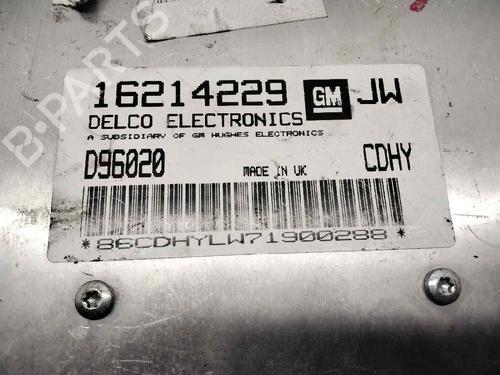 16214229 GM JW
DELCO ELECTRONICS
A SUBSIDIARY OF GM HUGHES ELECTRONICS
D96020 MADE IN UK CDHY
*86CDHYLW71900288*
B-PARTS